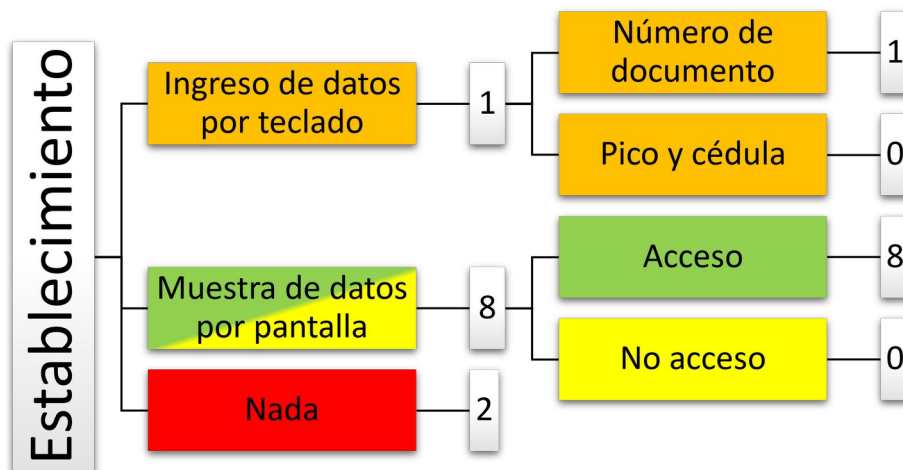 Establecimiento
Ingreso de datos
por teclado
1
Número de
documento
1
Pico y cédula
0
Muestra de datos
por pantalla
8
Acceso
8
No acceso
0
Nada
2